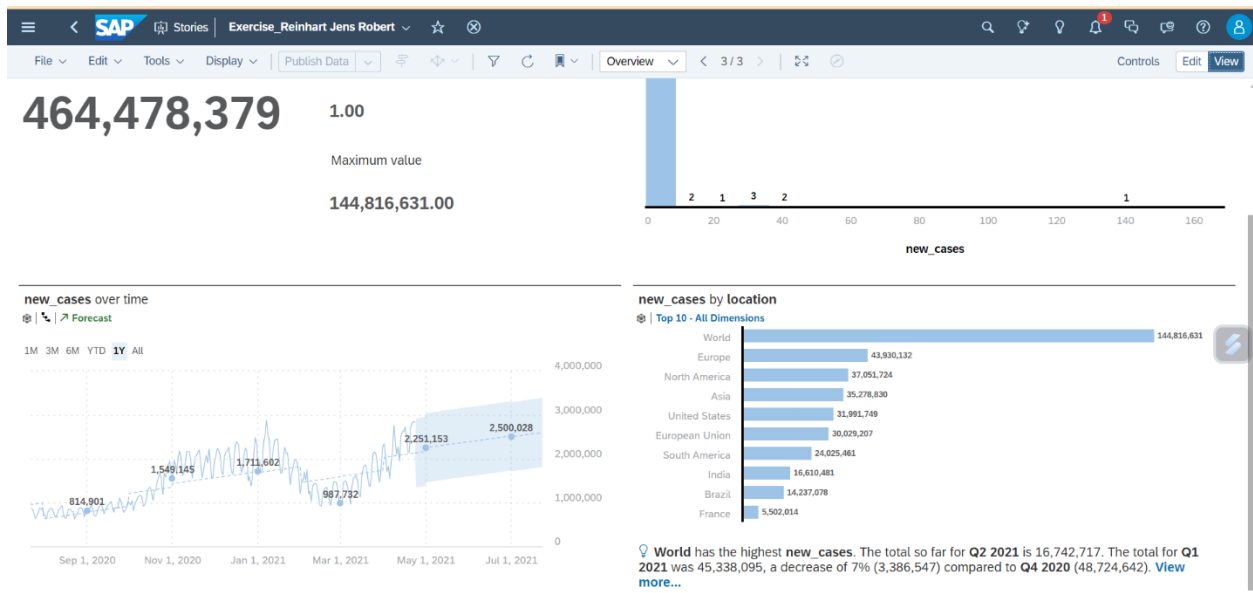 SAP Stories Exercise_Reinhart Jens Robert 1
File Edit Tools Display Publish Data Overview 3 / 3 Controls Edit View
464,478,379
1.00
Maximum value
144,816,631.00
2 1 3 2 1
0 20 40 60 80 100 120 140 160
new_cases
new_cases over time
Forecast
1M 3M 6M YTD 1Y All
4,000,000
3,000,000
2,000,000
1,000,000
0
814,901
1,549,145
1,711,602
987,732
2,251,153
2,500,028
Sep 1, 2020 Nov 1, 2020 Jan 1, 2021 Mar 1, 2021 May 1, 2021 Jul 1, 2021
new_cases by location
Top 10 - All Dimensions
World 144,816,631
Europe 43,930,132
North America 37,051,724
Asia 35,278,830
United States 31,991,749
European Union 30,029,207
South America 24,025,461
India 16,610,481
Brazil 14,237,078
France 5,502,014
World has the highest new_cases. The total so far for Q2 2021 is 16,742,717. The total for Q1
2021 was 45,338,095, a decrease of 7% (3,386,547) compared to Q4 2020 (48,724,642). View
more...